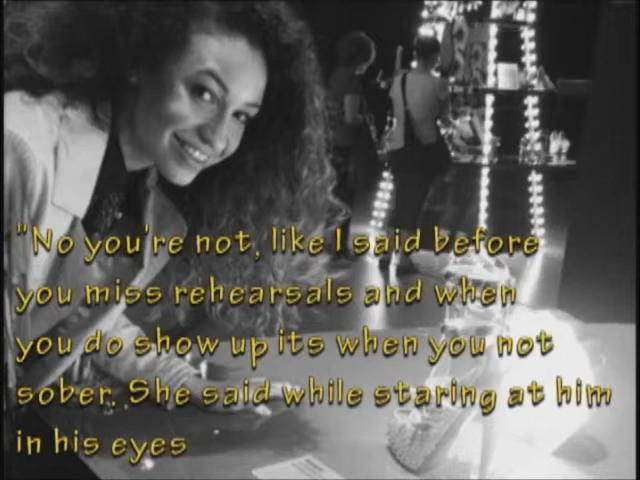 "No you're not, like I said before
you miss rehearsals and when
you do show up its when you not
sober. She said while staring at him
in his eyes